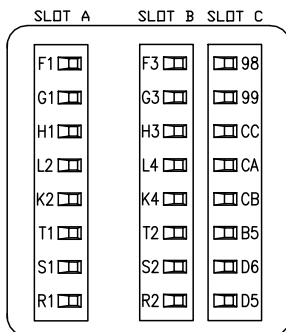 SLOT A SLOT B SLOT C
F1 F3 98
G1 G3 99
H1 H3 CC
L2 L4 CA
K2 K4 CB
T1 T2 B5
S1 S2 D6
R1 R2 D5